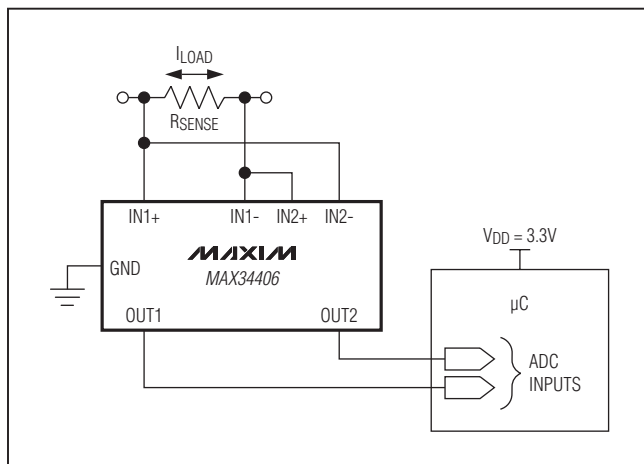 ILOAD
RSENSE
IN1+ IN1- IN2+ IN2-
MAXIM
MAX34406
GND
OUT1 OUT2
VDD = 3.3V
µC
ADC
INPUTS